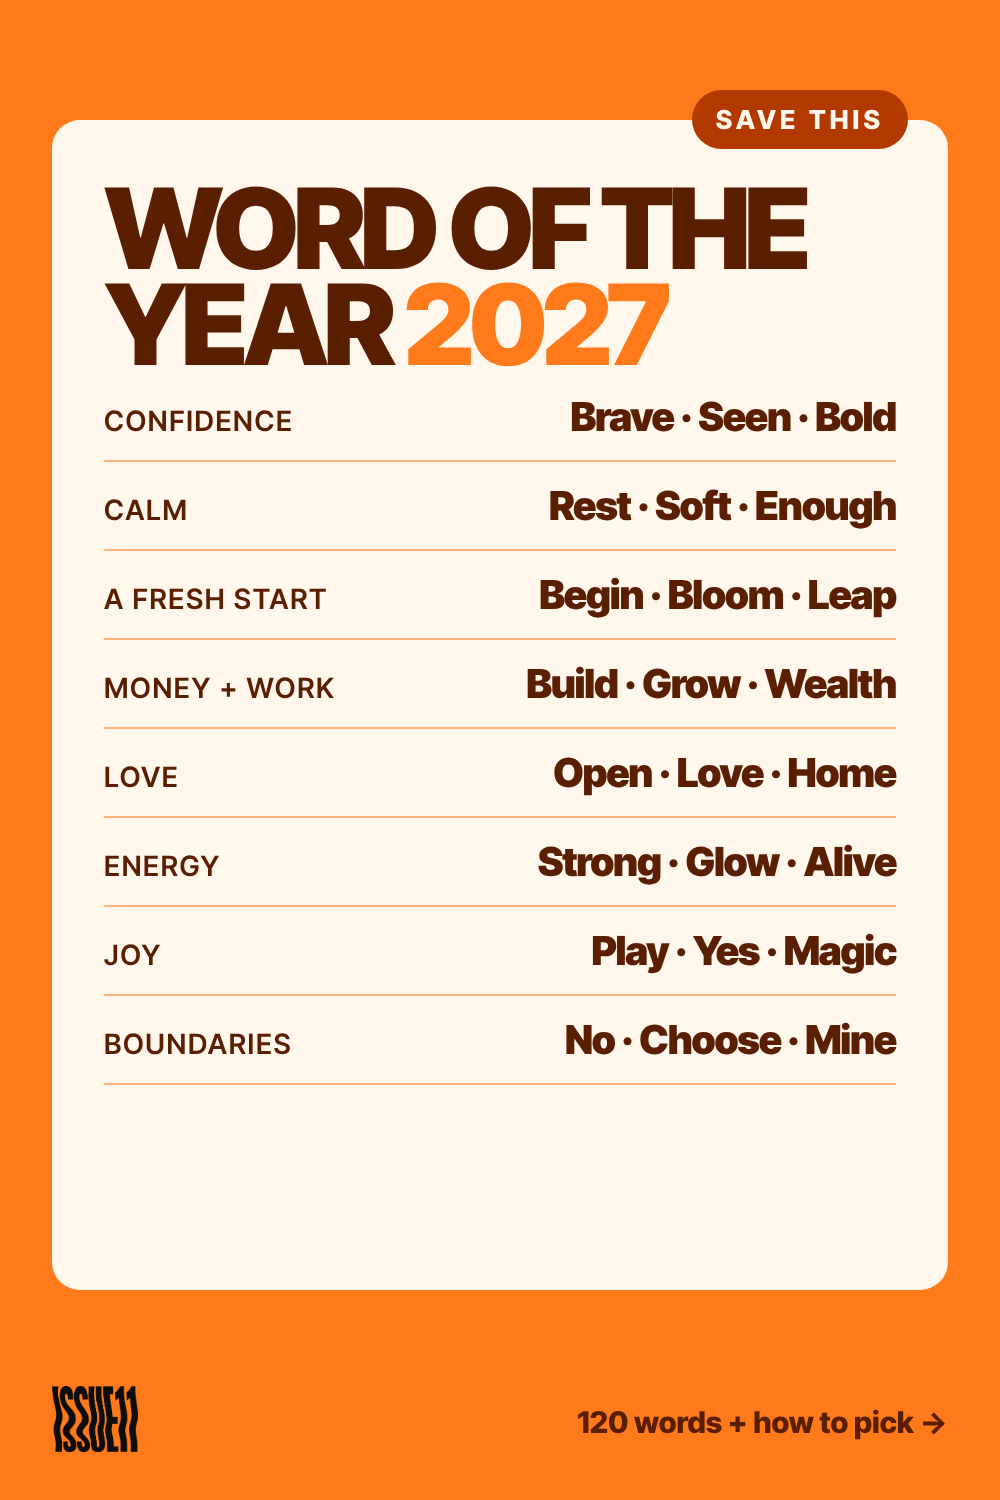 SAVE THIS
WORD OF THE
YEAR 2027
CONFIDENCE Brave · Seen · Bold
CALM Rest · Soft · Enough
A FRESH START Begin · Bloom · Leap
MONEY + WORK Build · Grow · Wealth
LOVE Open · Love · Home
ENERGY Strong · Glow · Alive
JOY Play · Yes · Magic
BOUNDARIES No · Choose · Mine
ISSUE11
120 words + how to pick →